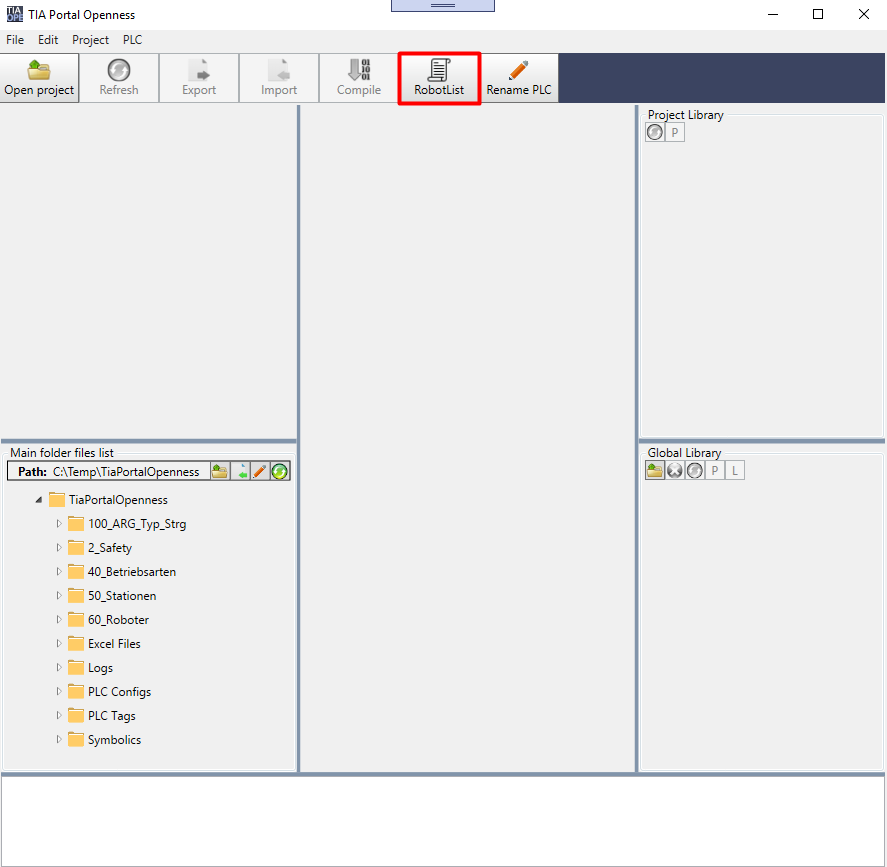 TIA Portal Openness
File Edit Project PLC
Open project Refresh Export Import Compile RobotList Rename PLC
Project Library
P
Main folder files list
Path: C:\Temp\TiaPortalOpenness
TiaPortalOpenness
100_ARG_Typ_Strg
2_Safety
40_Betriebsarten
50_Stationen
60_Roboter
Excel Files
Logs
PLC Configs
PLC Tags
Symbolics
Global Library
P L